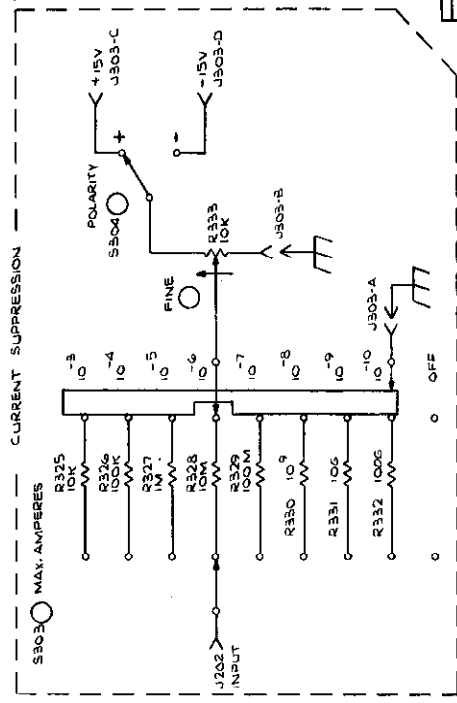 CURRENT SUPPRESSION
S303 MAX. AMPERES
R325
10K
10⁻³
R326
100K
10⁻⁴
R327
1M
10⁻⁵
R328
10M
10⁻⁶
R329
100M
10⁻⁷
R330 10⁹
10⁻⁸
R331 10G
10⁻⁹
R332 100G
10⁻¹⁰
OFF
J202
INPUT
FINE
R333
10K
POLARITY
S304
+
-
+15V
J303-C
-15V
J303-D
J303-B
J303-A